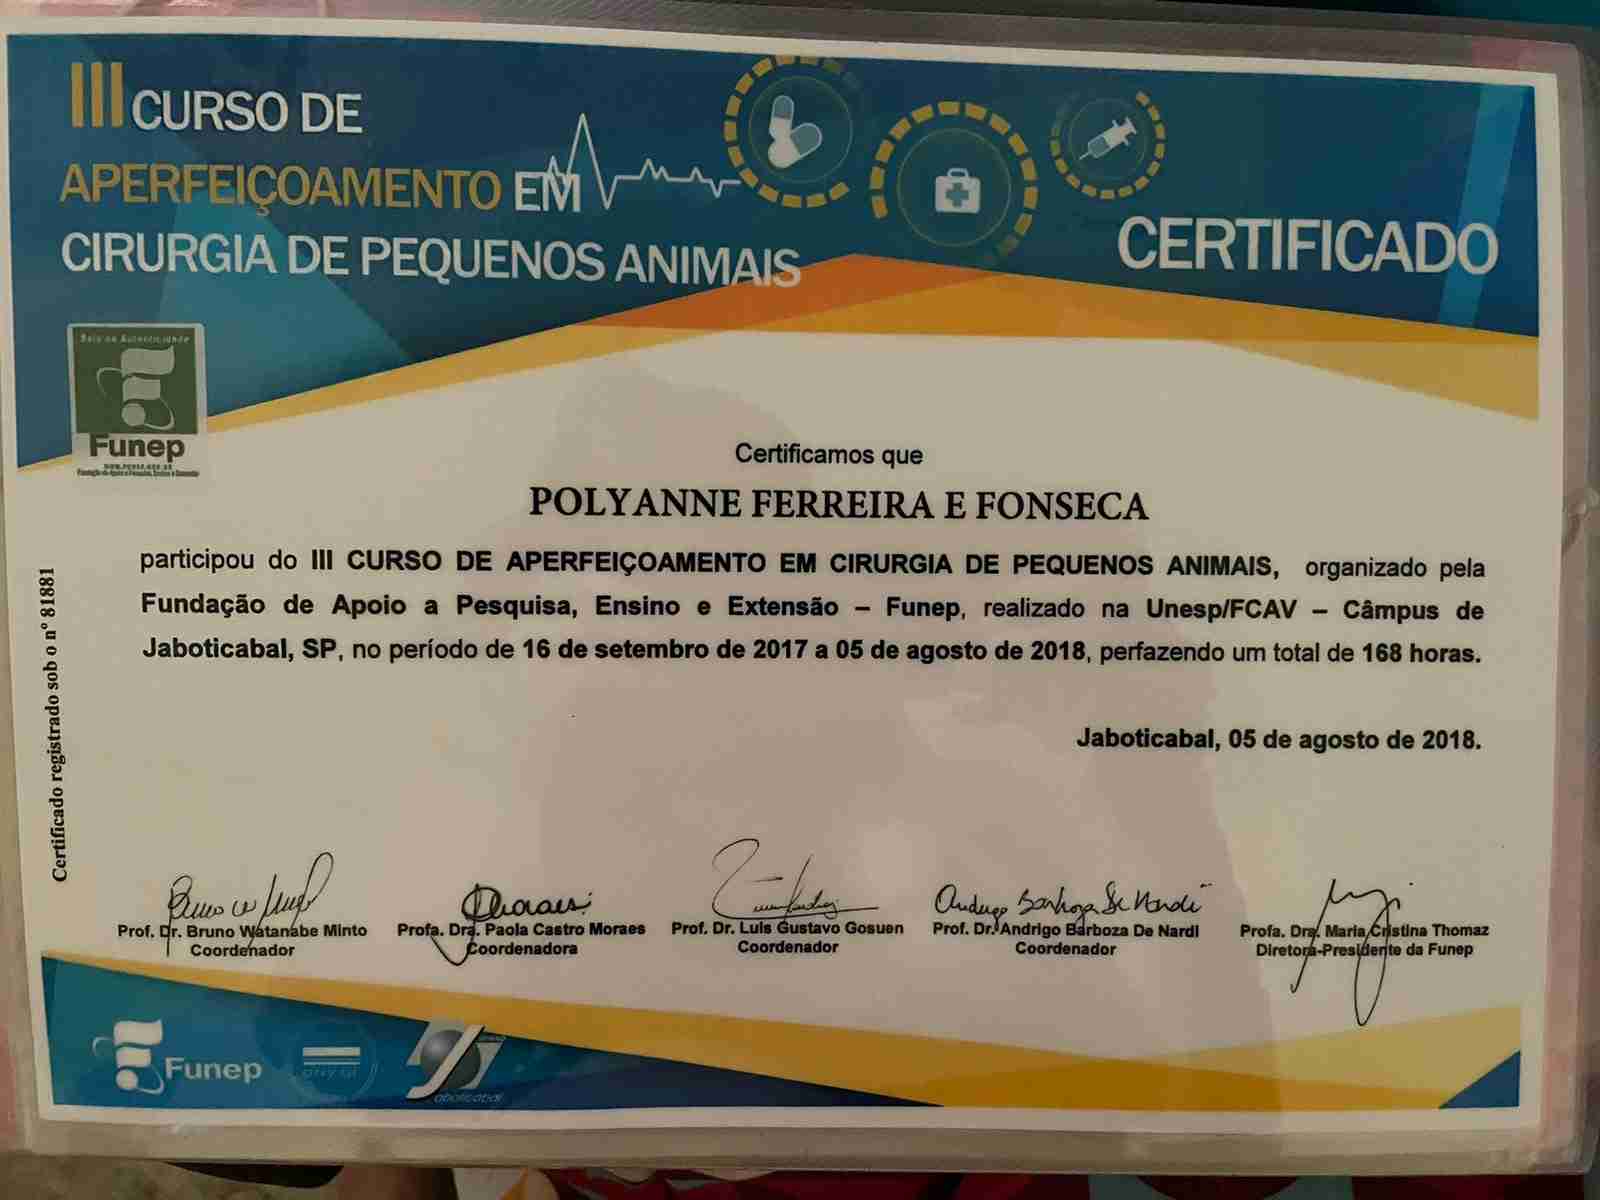 III CURSO DE
APERFEIÇOAMENTO EM
CIRURGIA DE PEQUENOS ANIMAIS
CERTIFICADO
Selo de Autenticidade
Funep
Certificamos que
POLYANNE FERREIRA E FONSECA
participou do III CURSO DE APERFEIÇOAMENTO EM CIRURGIA DE PEQUENOS ANIMAIS, organizado pela
Fundação de Apoio a Pesquisa, Ensino e Extensão – Funep, realizado na Unesp/FCAV – Câmpus de
Jaboticabal, SP, no período de 16 de setembro de 2017 a 05 de agosto de 2018, perfazendo um total de 168 horas.
Jaboticabal, 05 de agosto de 2018.
Certificado registrado sob o nº 81881
Prof. Dr. Bruno Watanabe Minto
Coordenador
Profa. Dra. Paola Castro Moraes
Coordenadora
Prof. Dr. Luis Gustavo Gosuen
Coordenador
Prof. Dr. Andrigo Barboza De Nardi
Coordenador
Profa. Dra. Maria Cristina Thomaz
Diretora-Presidente da Funep
Funep